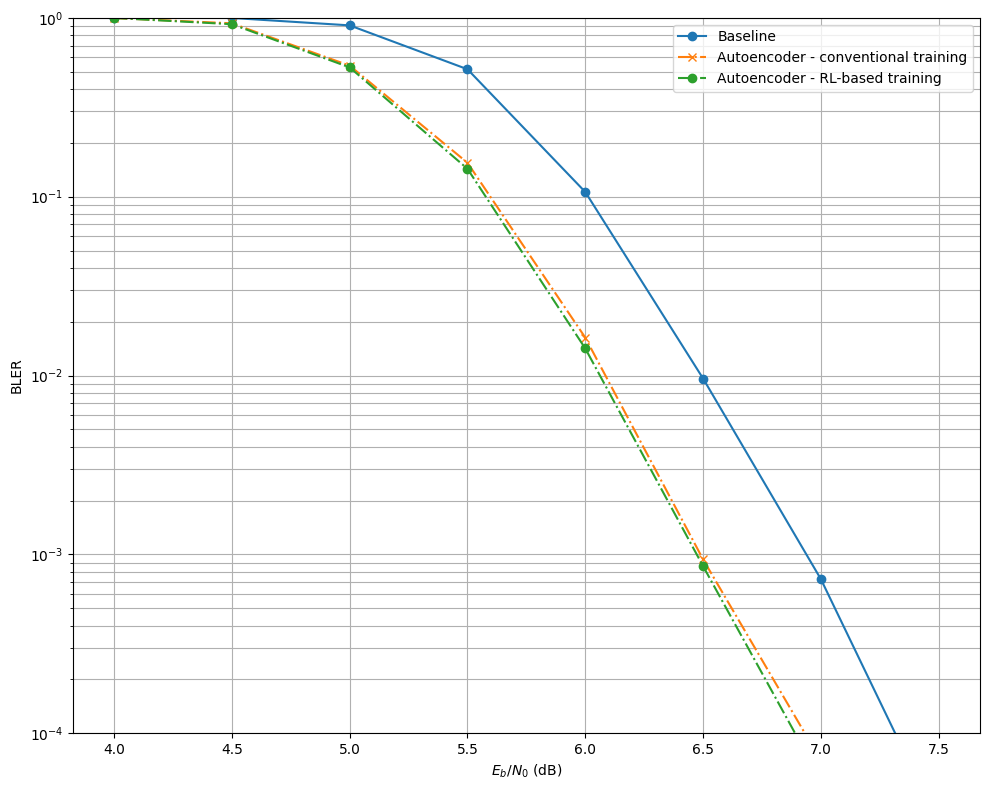 Baseline
Autoencoder - conventional training
Autoencoder - RL-based training
BLER
10⁰
10⁻¹
10⁻²
10⁻³
10⁻⁴
4.0 4.5 5.0 5.5 6.0 6.5 7.0 7.5
E_b/N_0 (dB)